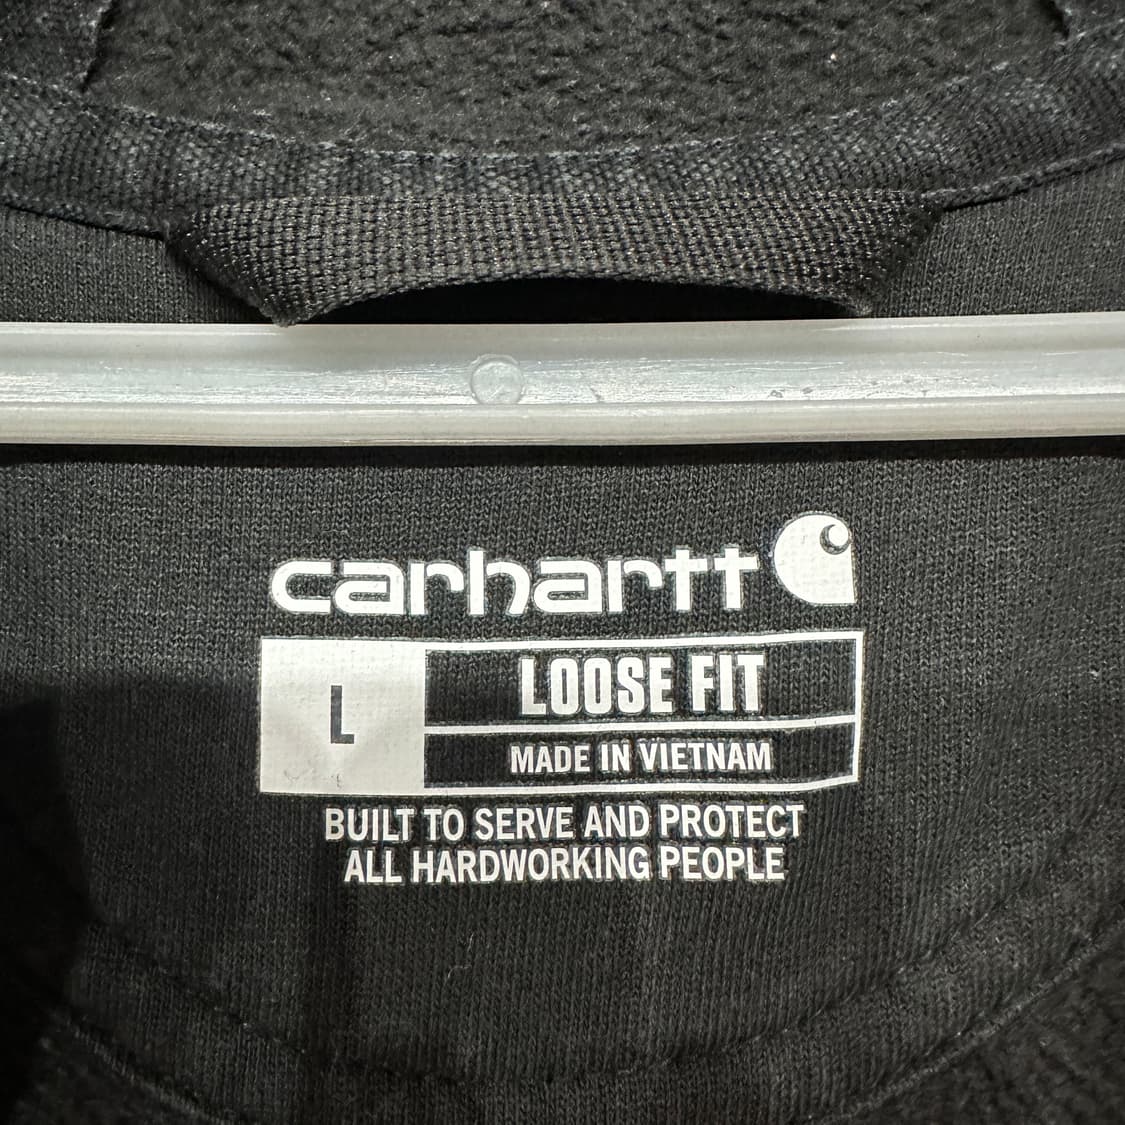 carhartt
L
LOOSE FIT
MADE IN VIETNAM
BUILT TO SERVE AND PROTECT
ALL HARDWORKING PEOPLE